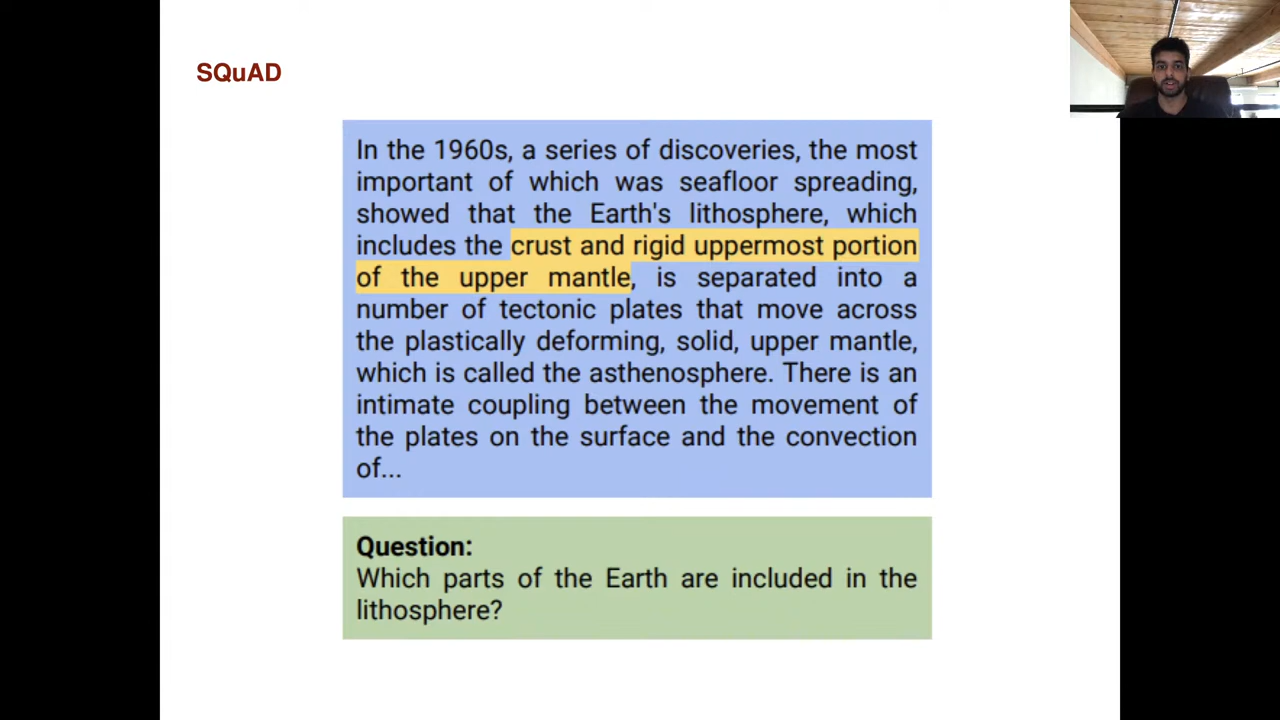 SQuAD
In the 1960s, a series of discoveries, the most
important of which was seafloor spreading,
showed that the Earth's lithosphere, which
includes the crust and rigid uppermost portion
of the upper mantle, is separated into a
number of tectonic plates that move across
the plastically deforming, solid, upper mantle,
which is called the asthenosphere. There is an
intimate coupling between the movement of
the plates on the surface and the convection
of...
Question:
Which parts of the Earth are included in the
lithosphere?